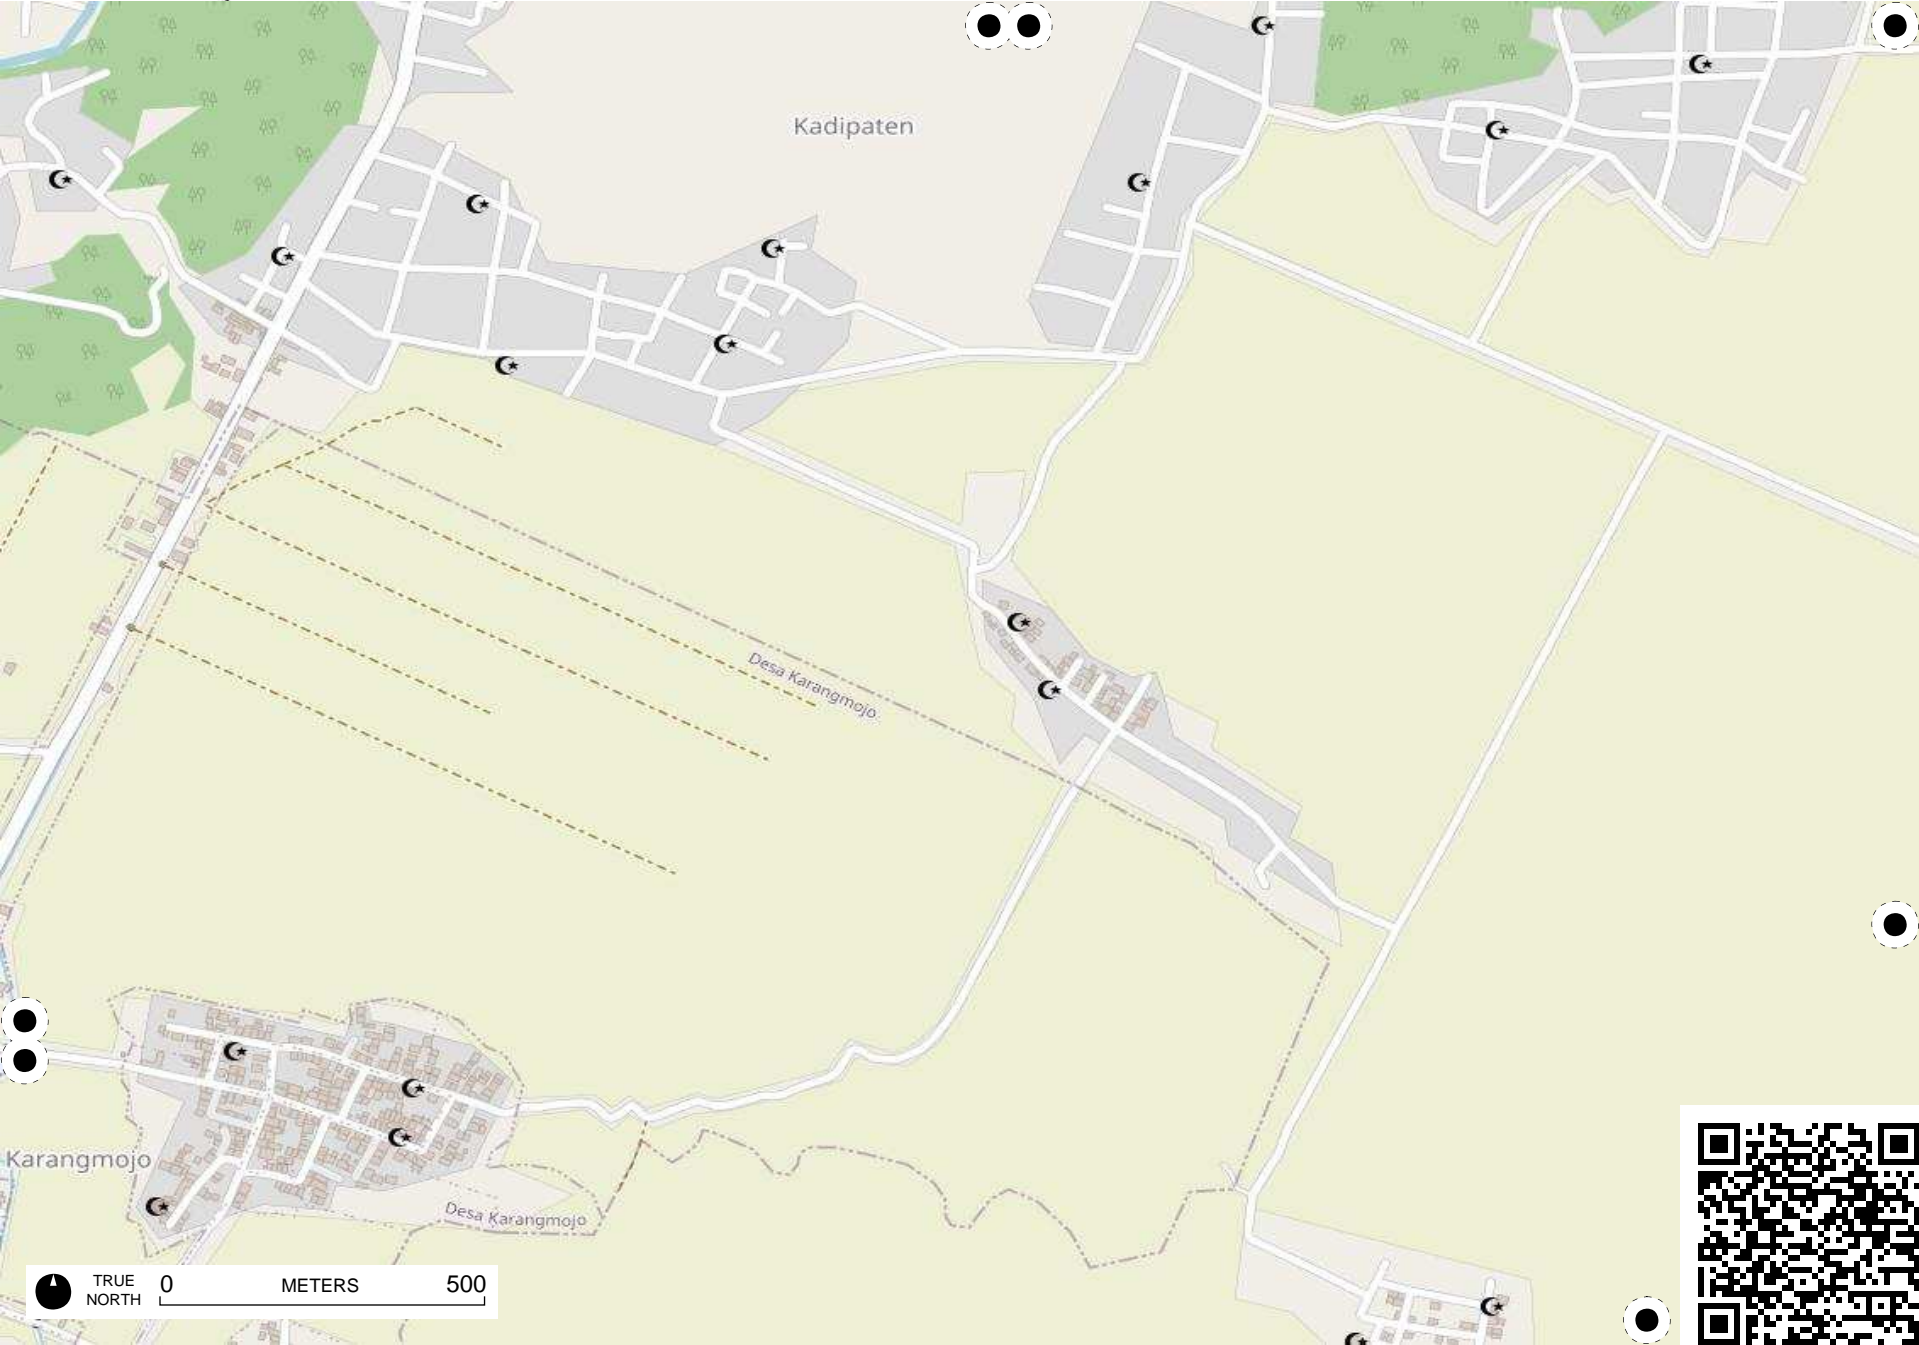 Kadipaten
Desa Karangmojo
Karangmojo
Desa Karangmojo
TRUE
NORTH
0 METERS 500